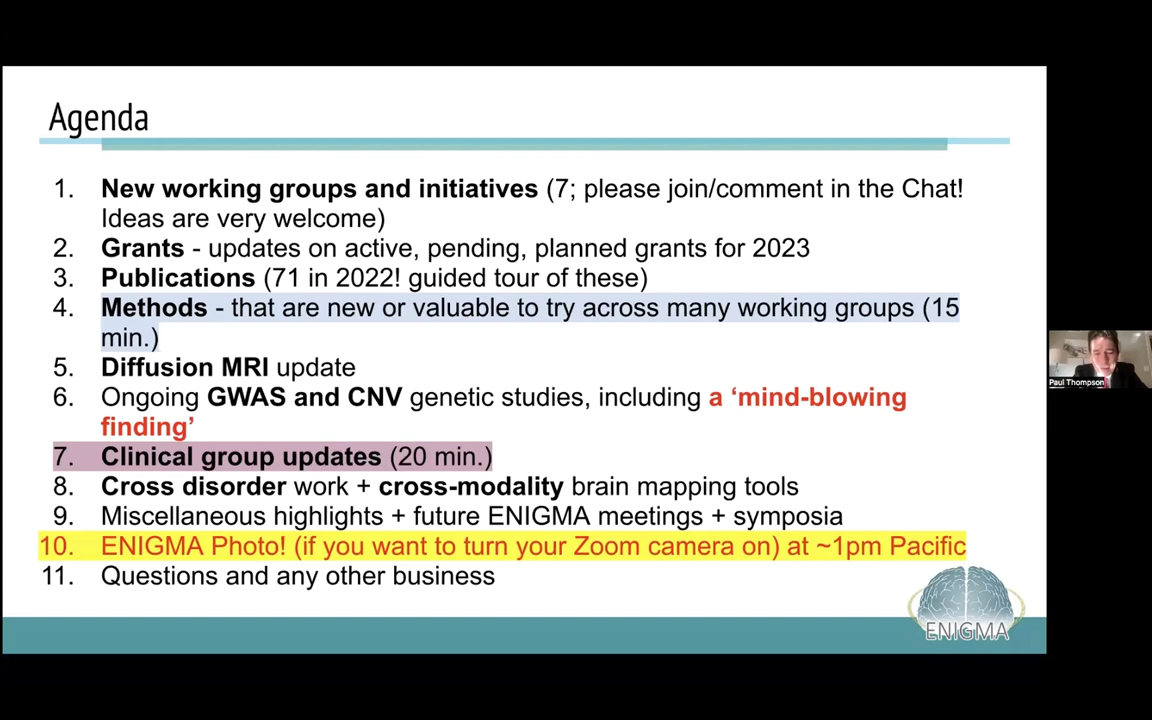 Agenda
1. New working groups and initiatives (7; please join/comment in the Chat!
Ideas are very welcome)
2. Grants - updates on active, pending, planned grants for 2023
3. Publications (71 in 2022! guided tour of these)
4. Methods - that are new or valuable to try across many working groups (15
min.)
5. Diffusion MRI update
6. Ongoing GWAS and CNV genetic studies, including a ‘mind-blowing
finding’
7. Clinical group updates (20 min.)
8. Cross disorder work + cross-modality brain mapping tools
9. Miscellaneous highlights + future ENIGMA meetings + symposia
10. ENIGMA Photo! (if you want to turn your Zoom camera on) at ~1pm Pacific
11. Questions and any other business
ENIGMA
Paul Thompson